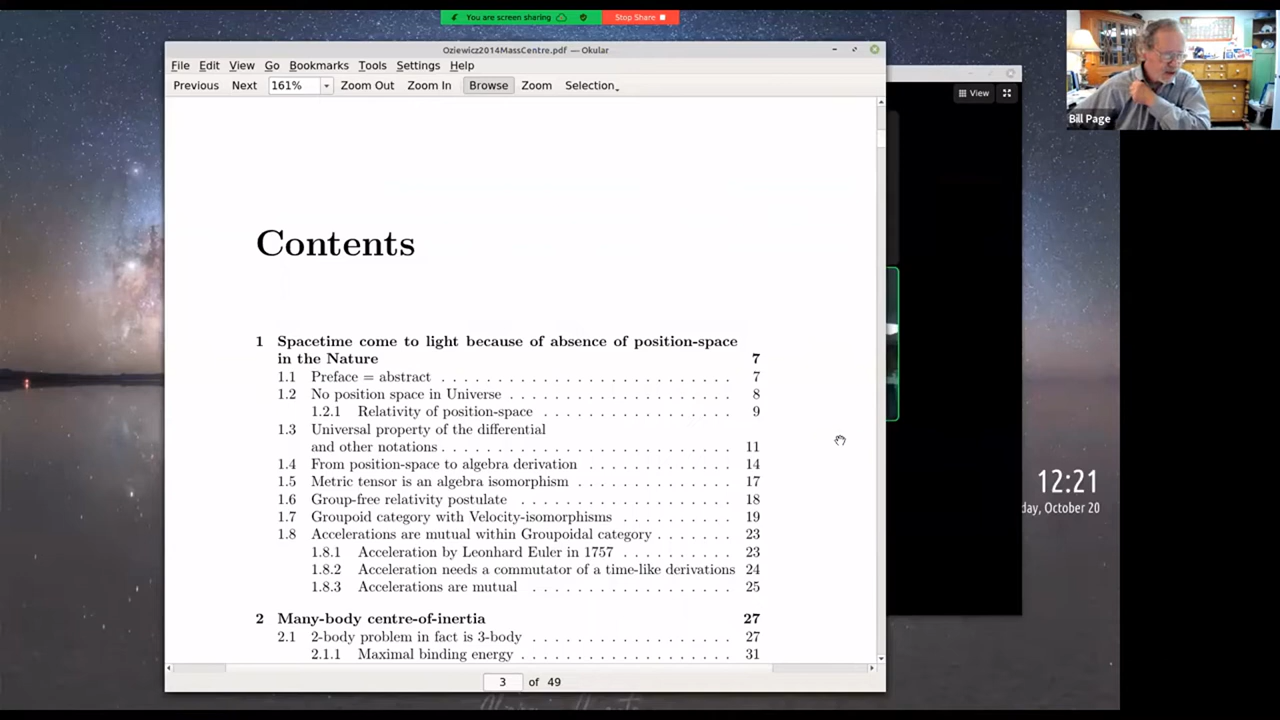 You are screen sharing
Stop Share
Oziewicz2014MassCentre.pdf — Okular
File Edit View Go Bookmarks Tools Settings Help
Previous Next 161% Zoom Out Zoom In Browse Zoom Selection
View
Bill Page
Contents
1 Spacetime come to light because of absence of position-space
in the Nature 7
1.1 Preface = abstract . . . . . . . . . . . . . . . . . . . . . . . . . . 7
1.2 No position space in Universe . . . . . . . . . . . . . . . . . . . . 8
1.2.1 Relativity of position-space . . . . . . . . . . . . . . . . . 9
1.3 Universal property of the differential
and other notations . . . . . . . . . . . . . . . . . . . . . . . . . . 11
1.4 From position-space to algebra derivation . . . . . . . . . . . . . 14
1.5 Metric tensor is an algebra isomorphism . . . . . . . . . . . . . . 17
1.6 Group-free relativity postulate . . . . . . . . . . . . . . . . . . . 18
1.7 Groupoid category with Velocity-isomorphisms . . . . . . . . . . 19
1.8 Accelerations are mutual within Groupoidal category . . . . . . . 23
1.8.1 Acceleration by Leonhard Euler in 1757 . . . . . . . . . . 23
1.8.2 Acceleration needs a commutator of a time-like derivations 24
1.8.3 Accelerations are mutual . . . . . . . . . . . . . . . . . . 25
2 Many-body centre-of-inertia 27
2.1 2-body problem in fact is 3-body . . . . . . . . . . . . . . . . . . 27
2.1.1 Maximal binding energy . . . . . . . . . . . . . . . . . . . 31
3 of 49
12:21
day, October 20